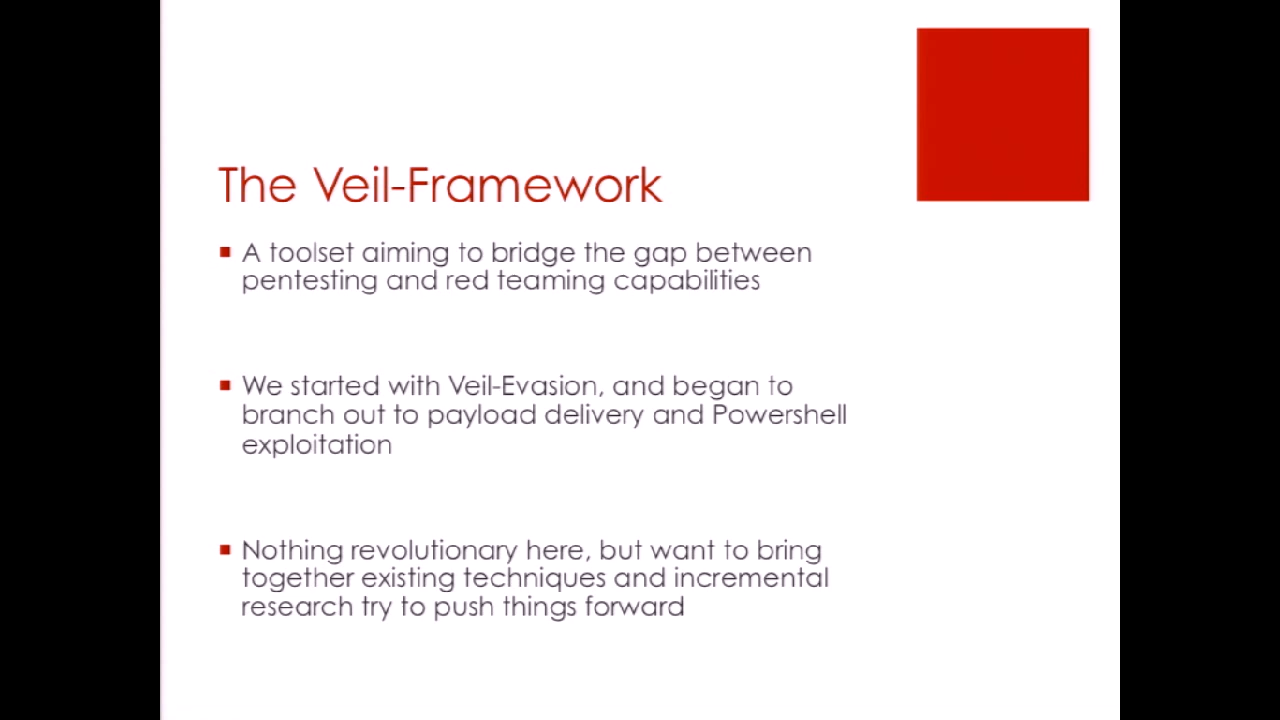 The Veil-Framework
A toolset aiming to bridge the gap between
pentesting and red teaming capabilities
We started with Veil-Evasion, and began to
branch out to payload delivery and Powershell
exploitation
Nothing revolutionary here, but want to bring
together existing techniques and incremental
research try to push things forward